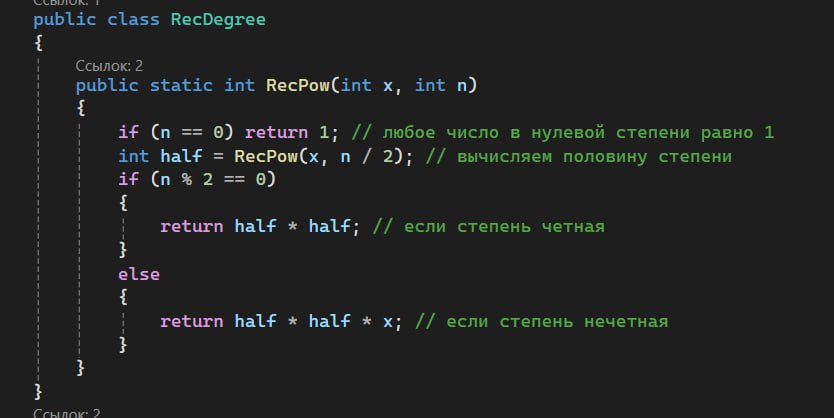 Ссылок: 1
public class RecDegree
{
Ссылок: 2
public static int RecPow(int x, int n)
{
if (n == 0) return 1; // любое число в нулевой степени равно 1
int half = RecPow(x, n / 2); // вычисляем половину степени
if (n % 2 == 0)
{
return half * half; // если степень четная
}
else
{
return half * half * x; // если степень нечетная
}
}
}
Ссылок: 2